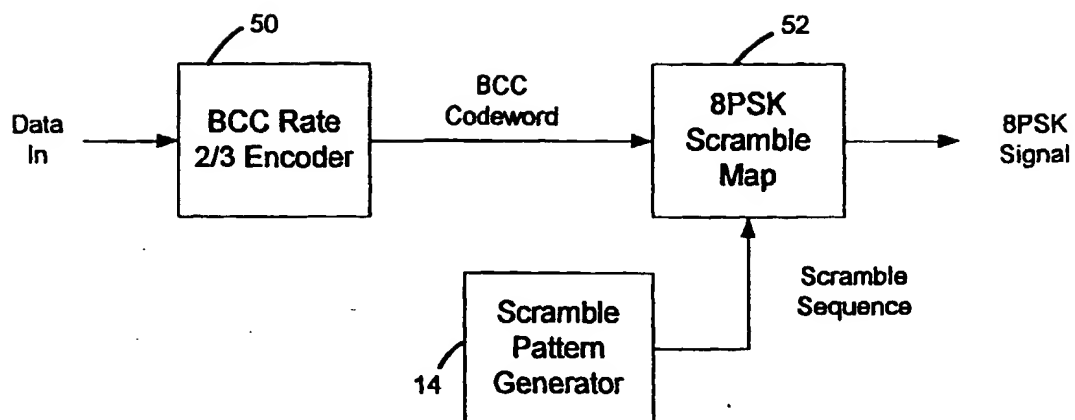 50
52
Data
In
BCC Rate
2/3 Encoder
BCC
Codeword
8PSK
Scramble
Map
8PSK
Signal
Scramble
Pattern
Generator
14
Scramble
Sequence